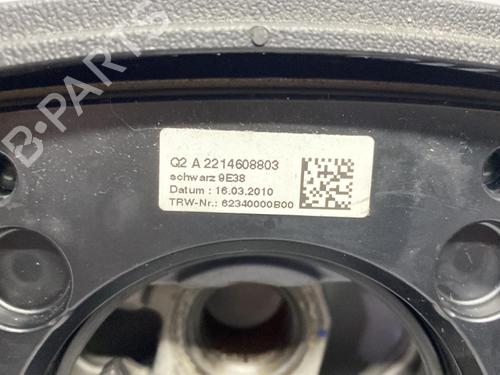 B-PARTS
Q2 A 2214608803
schwarz 9E38
Datum : 16.03.2010
TRW-Nr.: 62340000B00